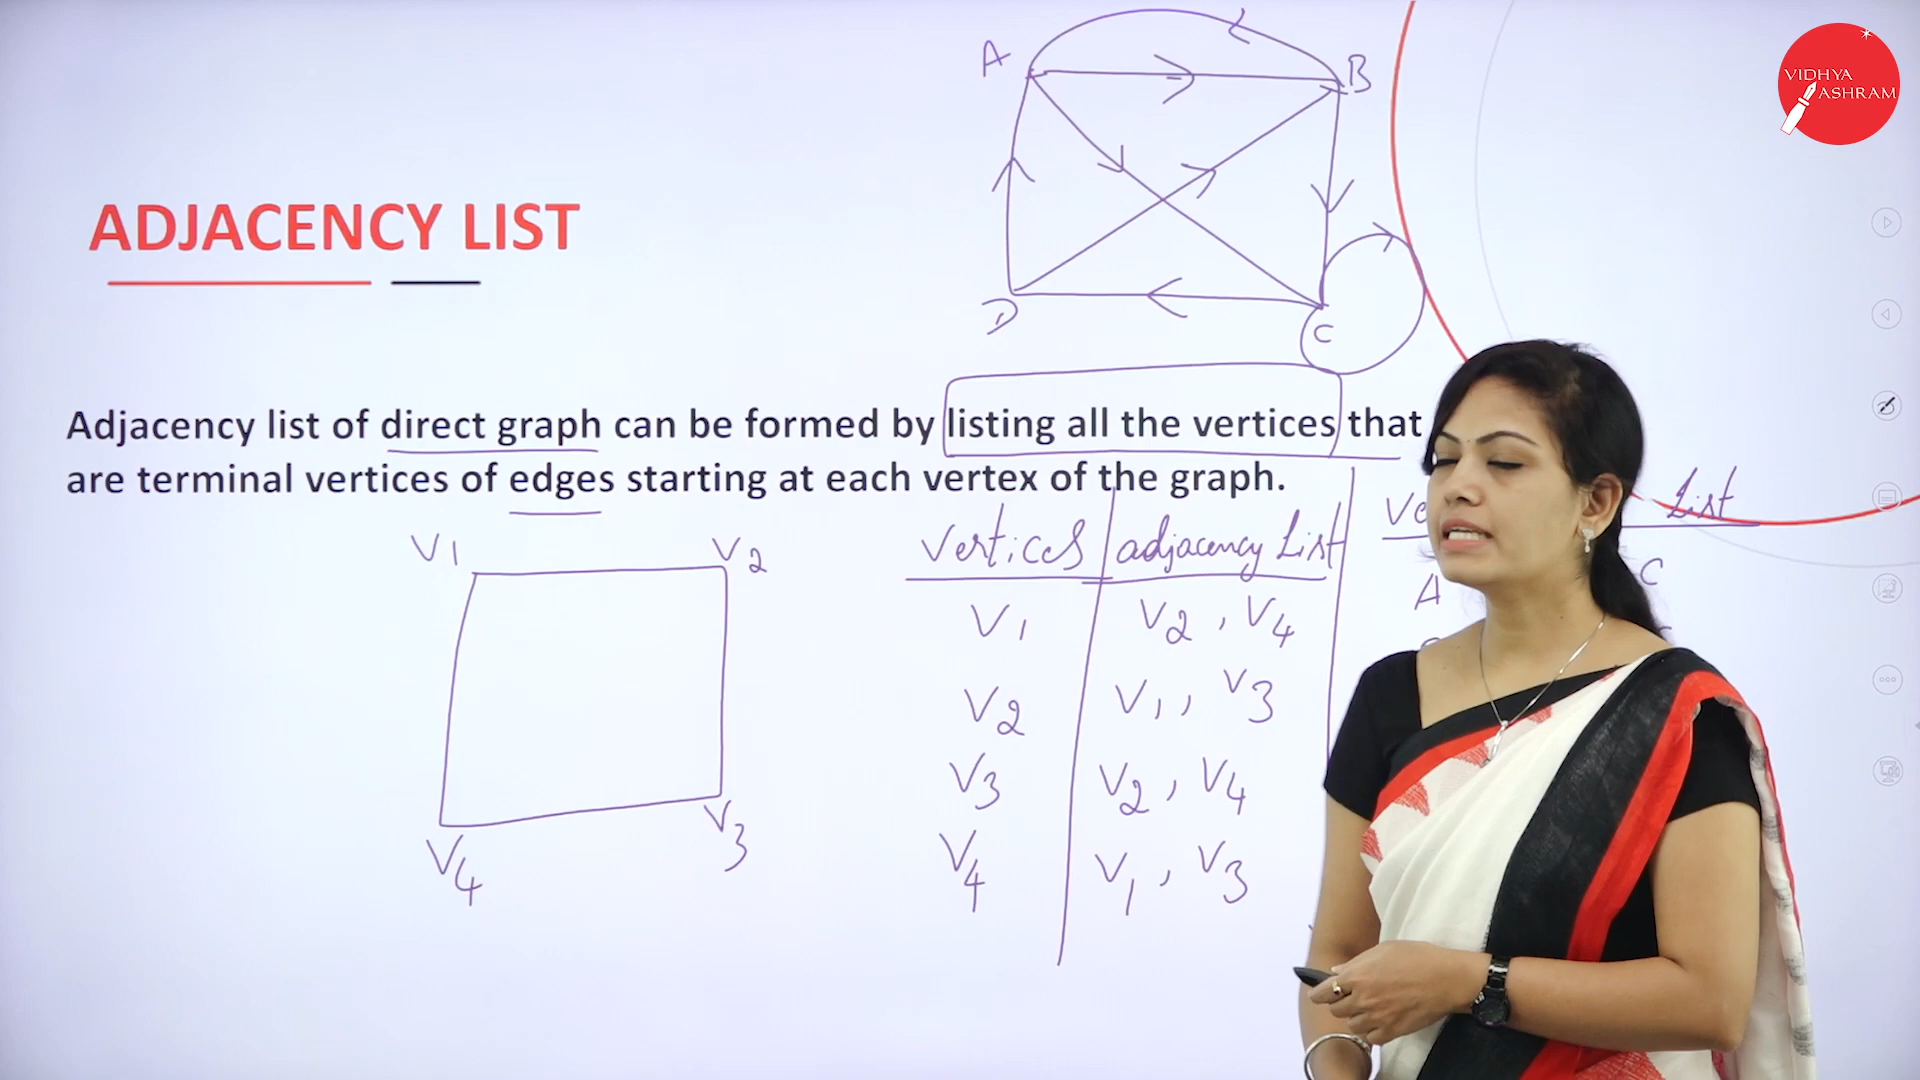 VIDHYA
ASHRAM
A
B
D
C
ADJACENCY LIST
Adjacency list of direct graph can be formed by listing all the vertices that
are terminal vertices of edges starting at each vertex of the graph.
V1 V2
V4 V3
Vertices adjacency List
V1 V2, V4
V2 V1, V3
V3 V2, V4
V4 V1, V3
Ve List
A C